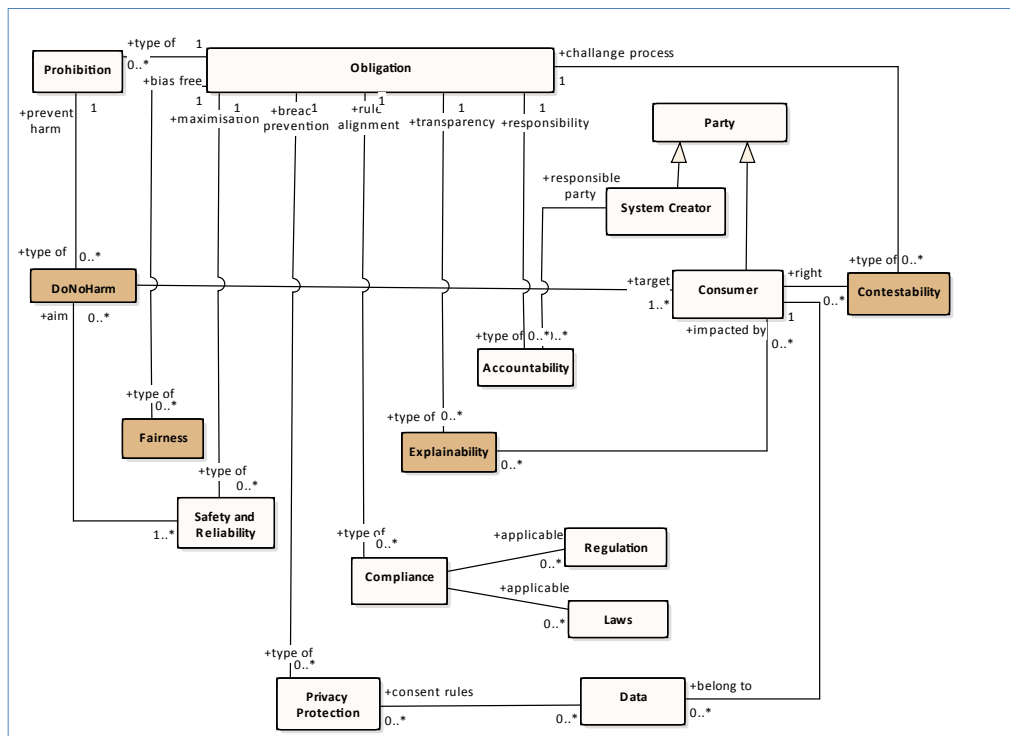 +type of 1
0..*
Prohibition
+bias free
1
Obligation
+challange process
1
+prevent
harm
1
+maximisation
1
+breac
prevention
1
+rule
alignment
1
+transparency
1
+responsibility
1
Party
+responsible
party
System Creator
+type of
0..*
DoNoHarm
+aim
0..*
+target
1..*
Consumer
+right
0..*
1
+type of 0..*
Contestability
+impacted by
0..*
+type of 0..*
Accountability
+type of
0..*
Fairness
+type of 0..*
Explainability
0..*
+type of
0..*
1..*
Safety and
Reliability
+type of
0..*
Compliance
+applicable
0..*
Regulation
+applicable
0..*
Laws
+type of
0..*
Privacy
Protection
+consent rules
0..*
0..*
Data
+belong to
0..*